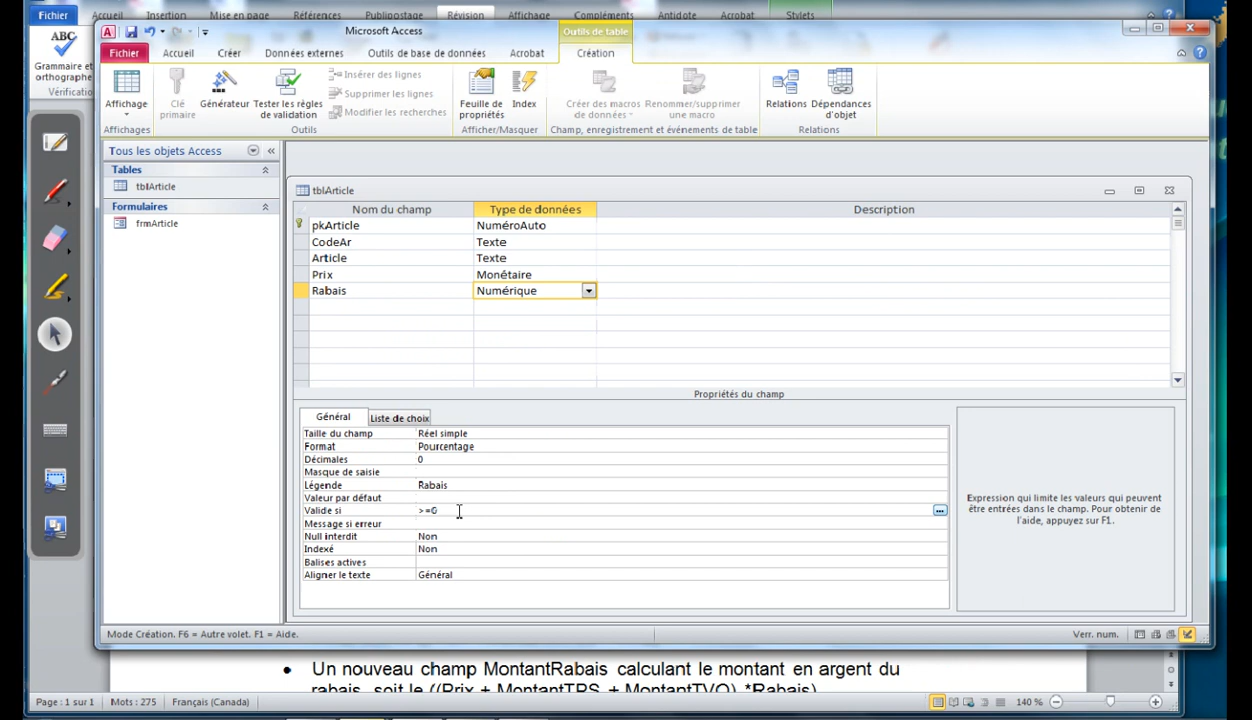 Fichier Accueil Insertion Mise en page Références Publipostage Révision Affichage Compléments Antidote Acrobat Stylets
Microsoft Access
Outils de table
Fichier Accueil Créer Données externes Outils de base de données Acrobat Création
ABC
Grammaire et
orthographe
Vérificatio
Affichage
Clé
primaire
Générateur
Tester les règles
de validation
Insérer des lignes
Supprimer les lignes
Modifier les recherches
Feuille de
propriétés
Index
Créer des macros
de données
Renommer/supprimer
une macro
Relations
Dépendances
d'objet
Affichages Outils Afficher/Masquer Champ, enregistrement et événements de table Relations
Tous les objets Access
Tables
tblArticle
Formulaires
frmArticle
tblArticle
Nom du champ Type de données Description
pkArticle NuméroAuto
CodeAr Texte
Article Texte
Prix Monétaire
Rabais Numérique
Propriétés du champ
Général Liste de choix
Taille du champ Réel simple
Format Pourcentage
Décimales 0
Masque de saisie
Légende Rabais
Valeur par défaut
Valide si
Message si erreur
Null interdit Non
Indexé Non
Balises actives
Aligner le texte Général
Expression qui limite les valeurs qui peuvent
être entrées dans le champ. Pour obtenir de
l'aide, appuyez sur F1.
Mode Création. F6 = Autre volet. F1 = Aide. Verr. num.
• Un nouveau champ MontantRabais calculant le montant en argent du
rabais, soit le ((Prix + MontantTPS + MontantTVQ) *Rabais)
Page : 1 sur 1 Mots : 275 Français (Canada) 140 %